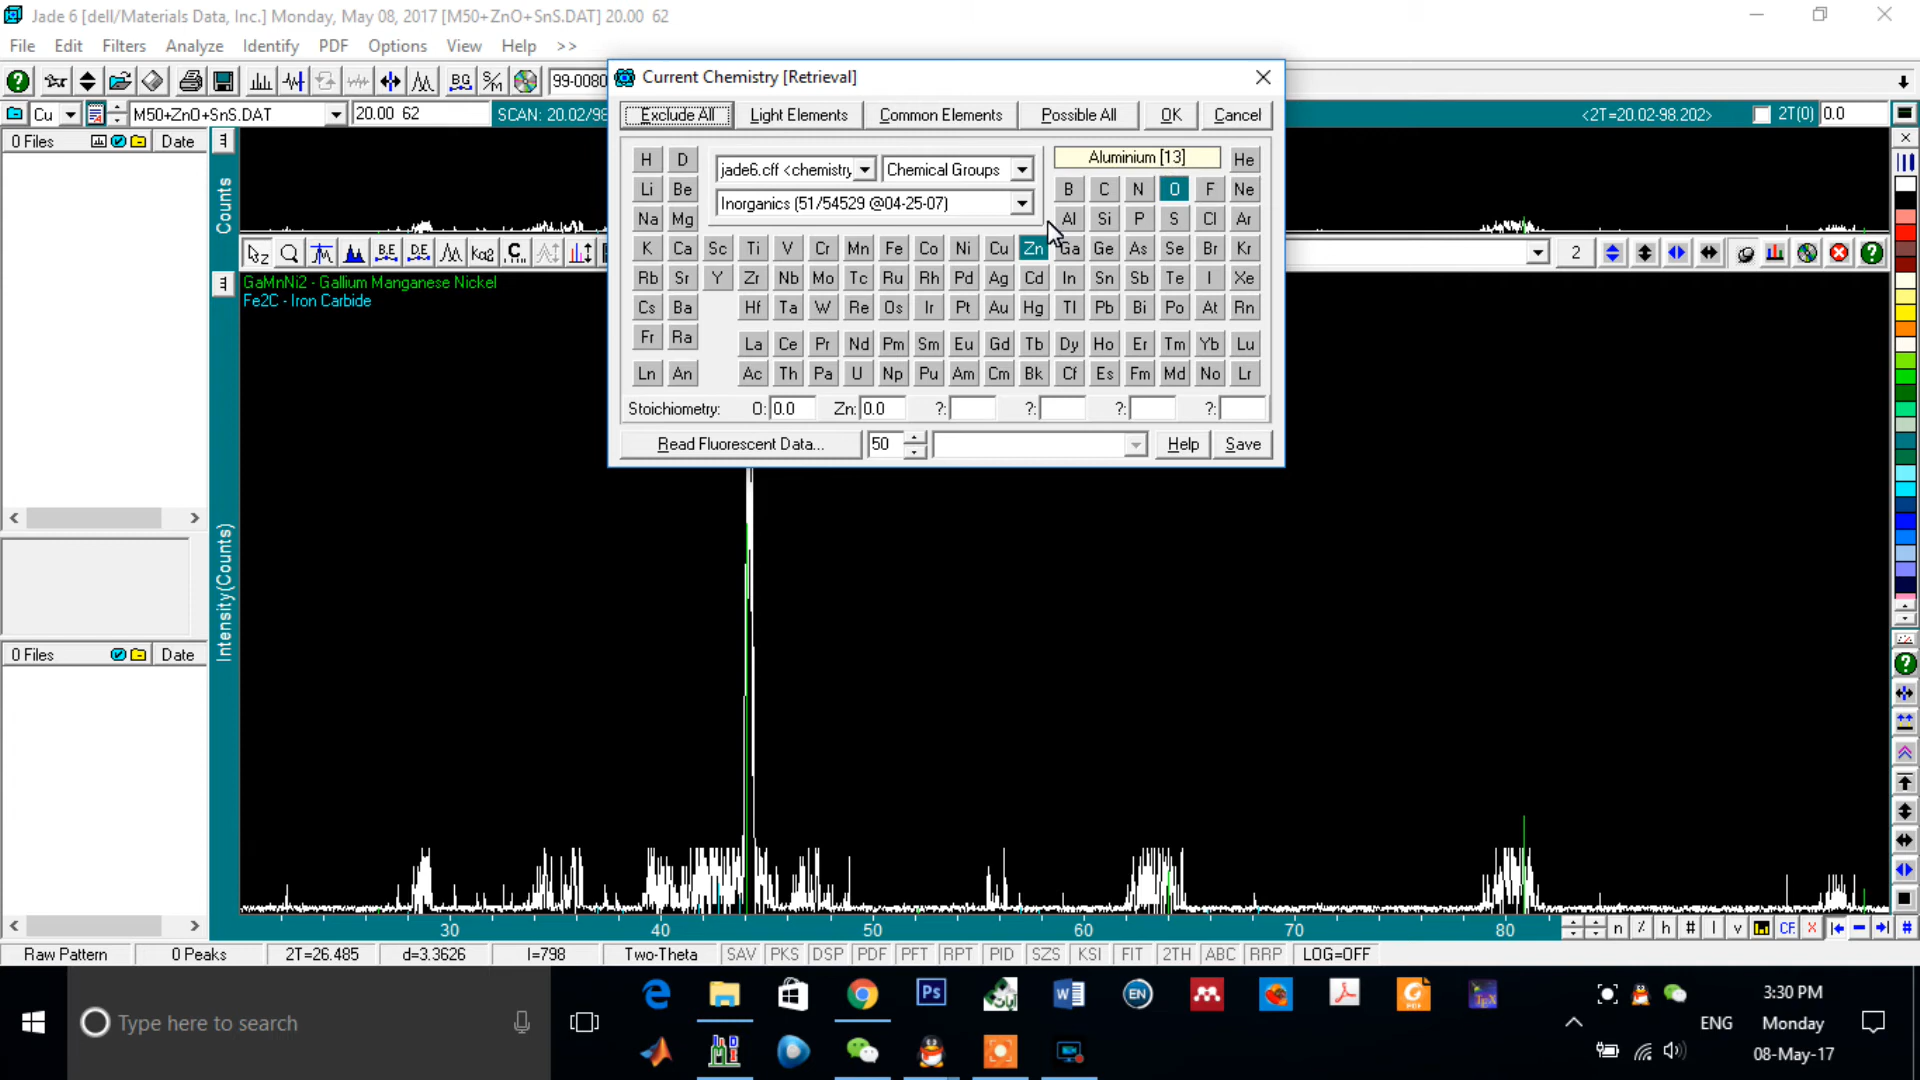 Jade 6 [dell/Materials Data, Inc.] Monday, May 08, 2017 [M50+ZnO+SnS.DAT] 20.00 62
File Edit Filters Analyze Identify PDF Options View Help >>
99-0080
Cu M50+ZnO+SnS.DAT 20.00 62 SCAN: 20.02/98 <2T=20.02-98.202> 2T(0) 0.0
0 Files Date
Counts
Current Chemistry [Retrieval]
Exclude All Light Elements Common Elements Possible All OK Cancel
H D jade6.cff <chemistry Chemical Groups Aluminium [13] He
Li Be Inorganics (51/54529 @04-25-07) B C N O F Ne
Na Mg Al Si P S Cl Ar
K Ca Sc Ti V Cr Mn Fe Co Ni Cu Zn Ga Ge As Se Br Kr
Rb Sr Y Zr Nb Mo Tc Ru Rh Pd Ag Cd In Sn Sb Te I Xe
Cs Ba Hf Ta W Re Os Ir Pt Au Hg Tl Pb Bi Po At Rn
Fr Ra La Ce Pr Nd Pm Sm Eu Gd Tb Dy Ho Er Tm Yb Lu
Ln An Ac Th Pa U Np Pu Am Cm Bk Cf Es Fm Md No Lr
Stoichiometry: O: 0.0 Zn: 0.0 ?: ?: ?: ?:
Read Fluorescent Data... 50 Help Save
2
GaMnNi2 - Gallium Manganese Nickel
Fe2C - Iron Carbide
Intensity(Counts)
0 Files Date
30 40 50 60 70 80
n h # l v CF. X #
Raw Pattern 0 Peaks 2T=26.485 d=3.3626 I=798 Two-Theta SAV PKS DSP PDF PFT RPT PID SZS KSI FIT 2TH ABC RRP LOG=OFF
Type here to search
Ps
EN
ENG
3:30 PM
Monday
08-May-17